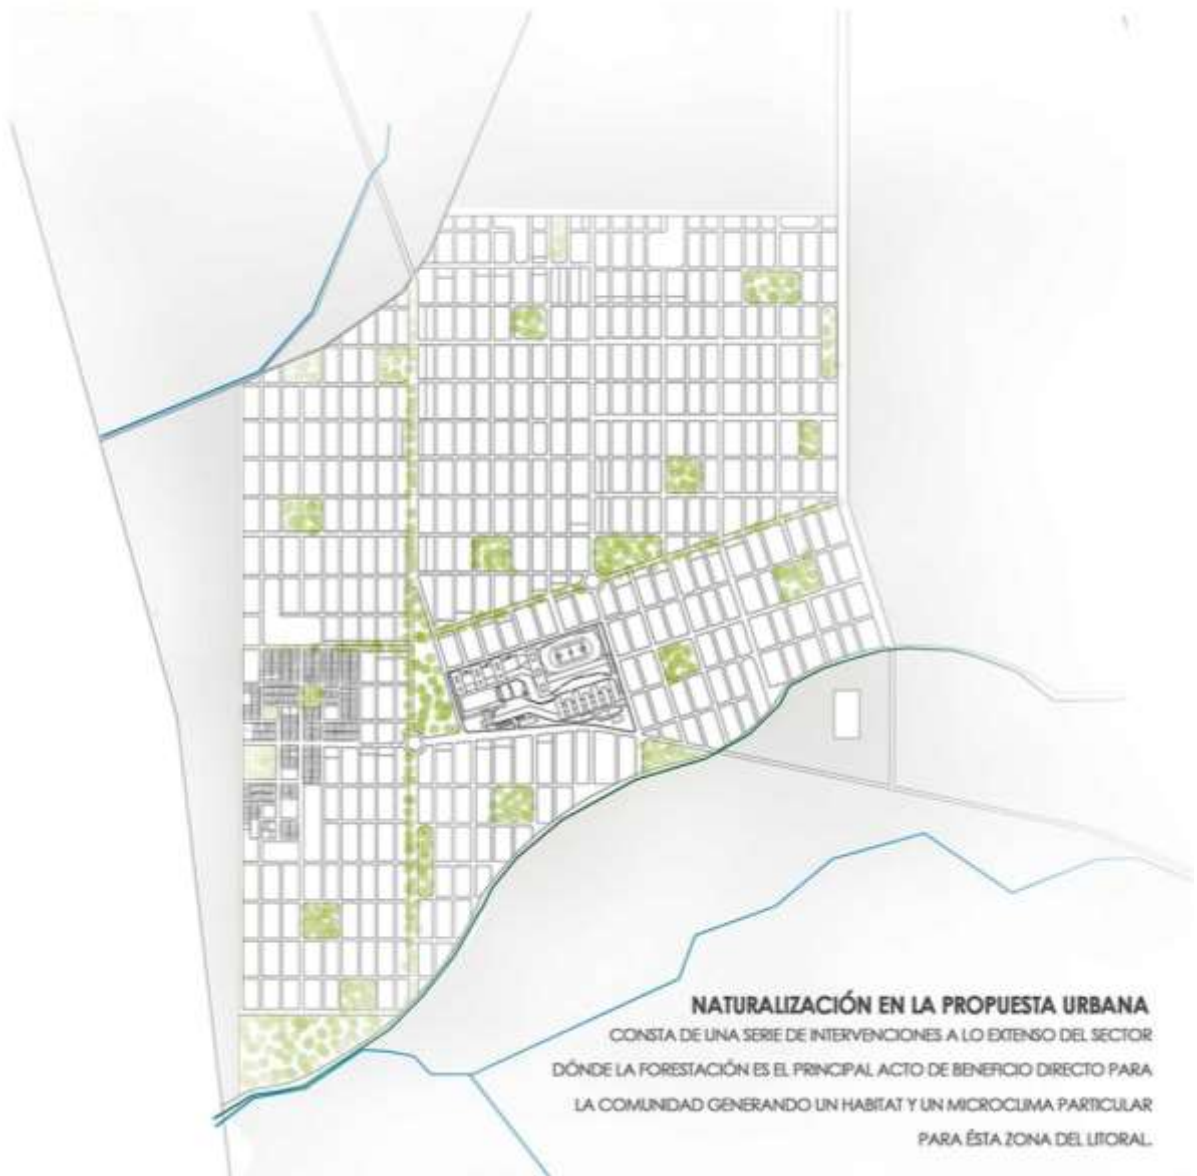 NATURALIZACIÓN EN LA PROPUESTA URBANA
CONSTA DE UNA SERIE DE INTERVENCIONES A LO EXTENSO DEL SECTOR
DÓNDE LA FORESTACIÓN ES EL PRINCIPAL ACTO DE BENEFICIO DIRECTO PARA
LA COMUNIDAD GENERANDO UN HABITAT Y UN MICROCLIMA PARTICULAR
PARA ÉSTA ZONA DEL LITORAL.